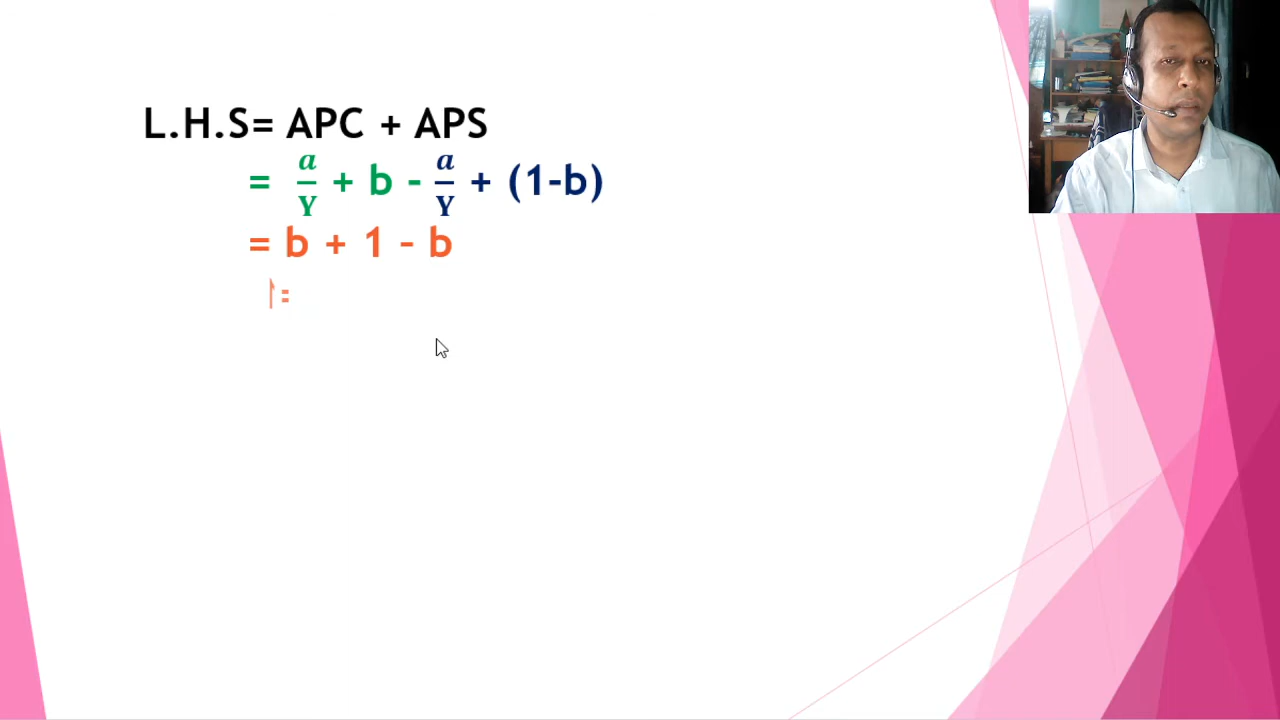 L.H.S= APC + APS
= a/Y + b - a/Y + (1-b)
= b + 1 - b
=